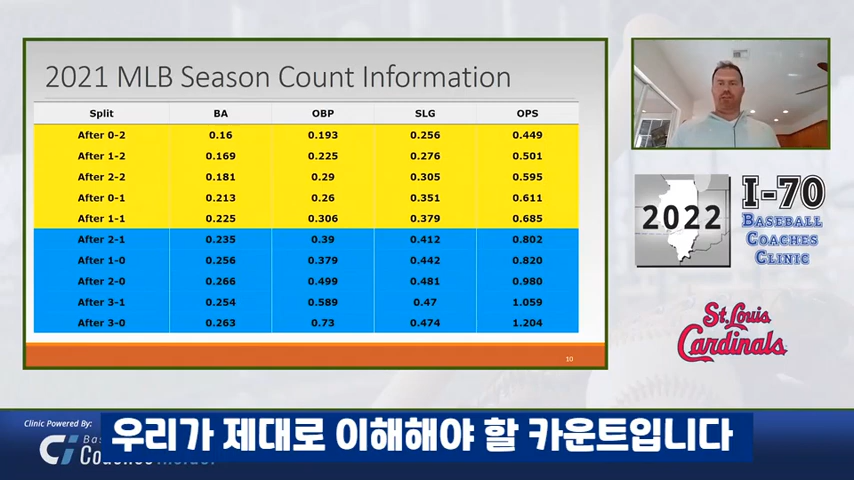 2021 MLB Season Count Information
Split BA OBP SLG OPS
After 0-2 0.16 0.193 0.256 0.449
After 1-2 0.169 0.225 0.276 0.501
After 2-2 0.181 0.29 0.305 0.595
After 0-1 0.213 0.26 0.351 0.611
After 1-1 0.225 0.306 0.379 0.685
After 2-1 0.235 0.39 0.412 0.802
After 1-0 0.256 0.379 0.442 0.820
After 2-0 0.266 0.499 0.481 0.980
After 3-1 0.254 0.589 0.47 1.059
After 3-0 0.263 0.73 0.474 1.204
10
2022
I-70
Baseball
Coaches
Clinic
St. Louis
Cardinals
Clinic Powered By:
우리가 제대로 이해해야 할 카운트입니다